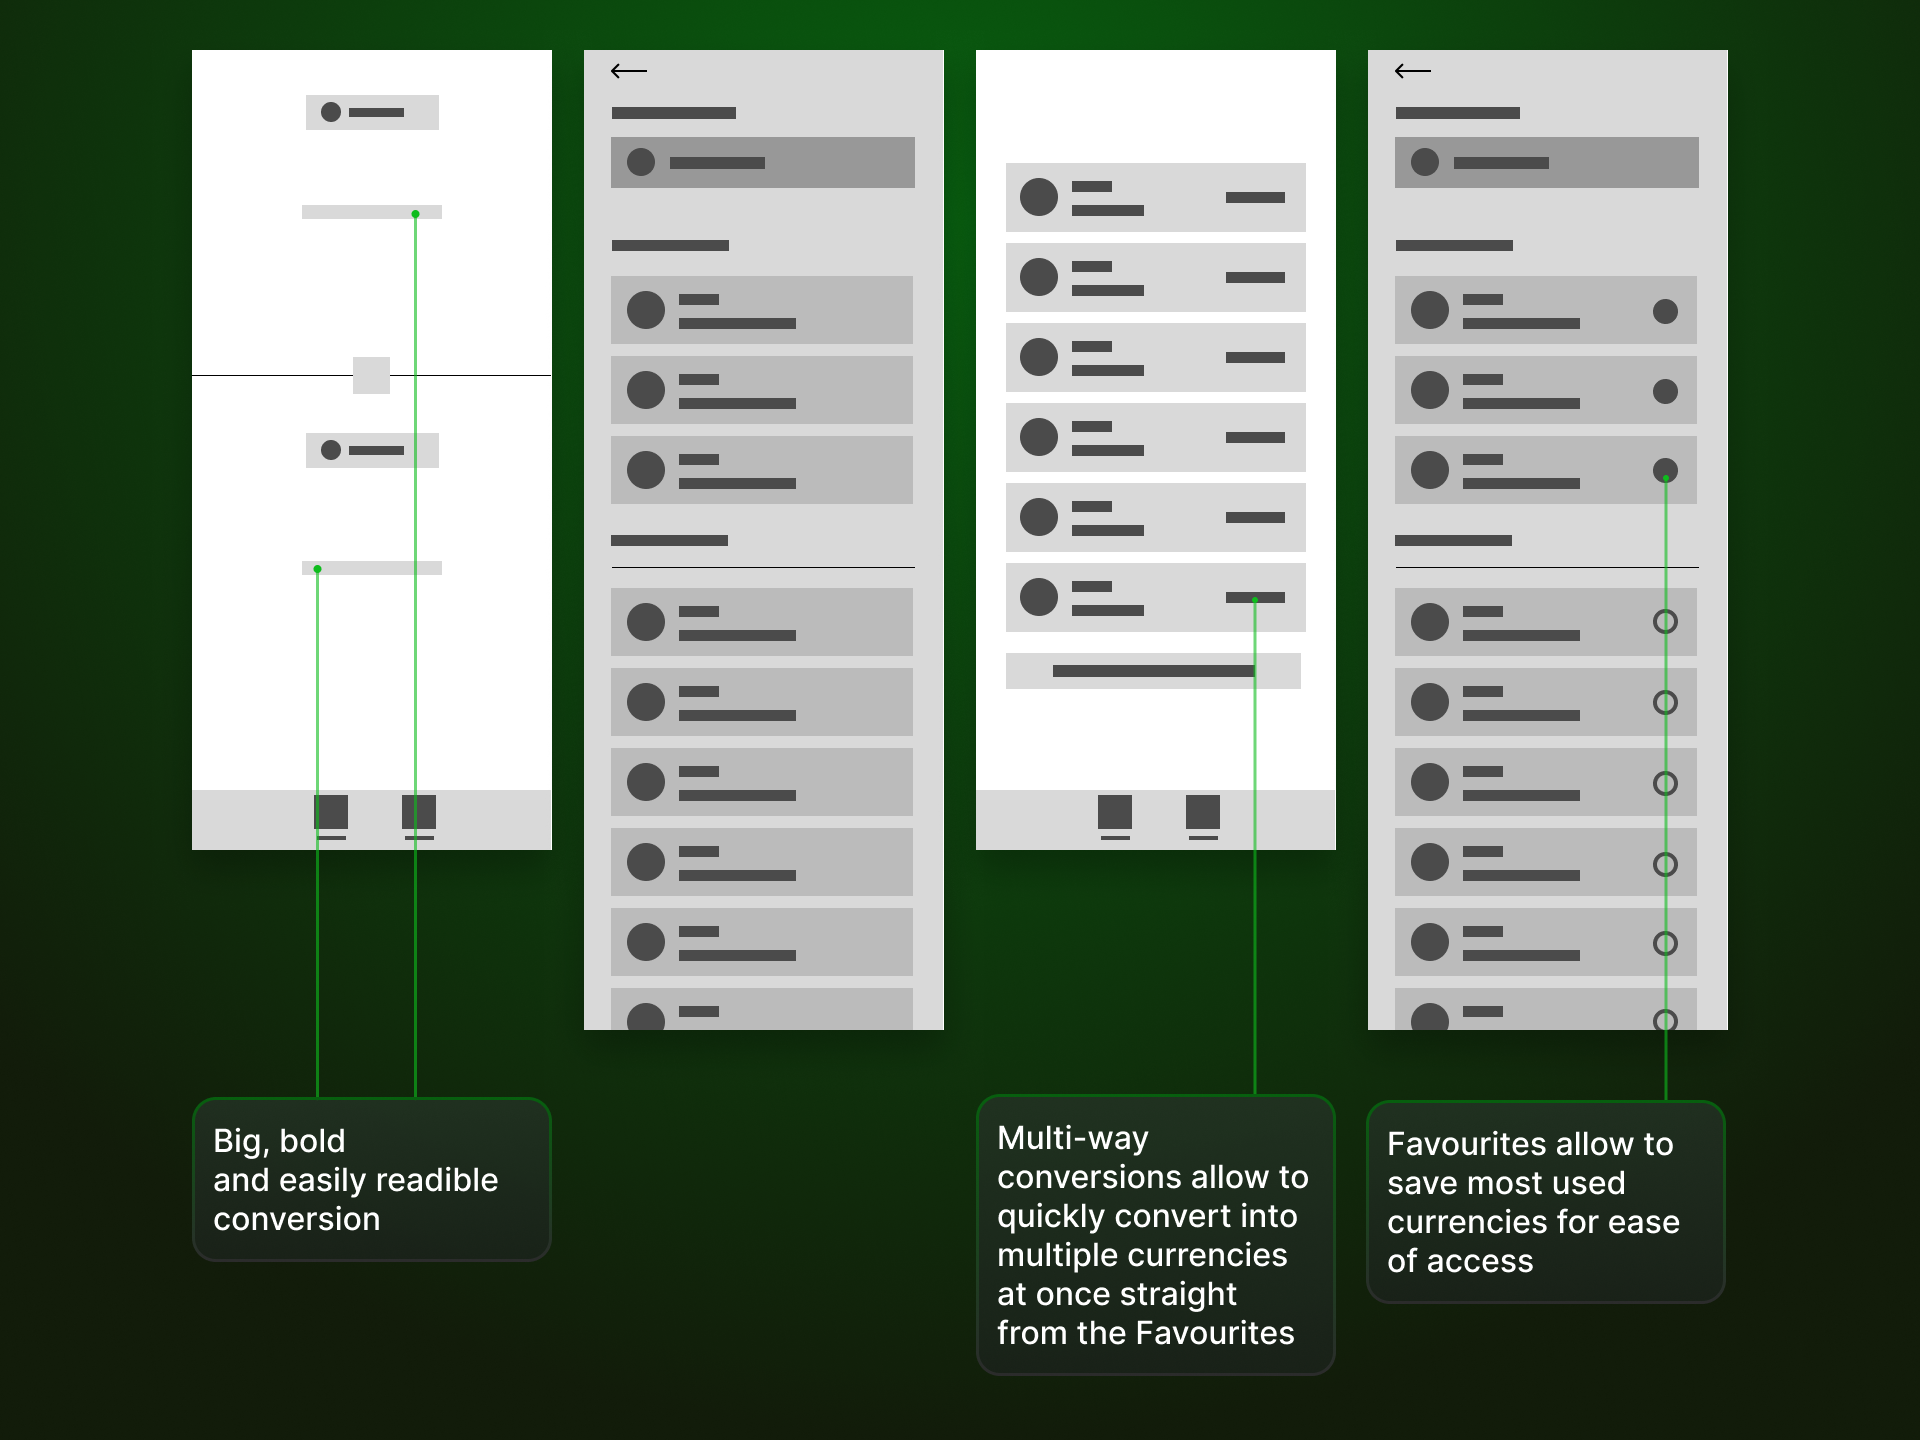 Big, bold
and easily readible
conversion
Multi-way
conversions allow to
quickly convert into
multiple currencies
at once straight
from the Favourites
Favourites allow to
save most used
currencies for ease
of access